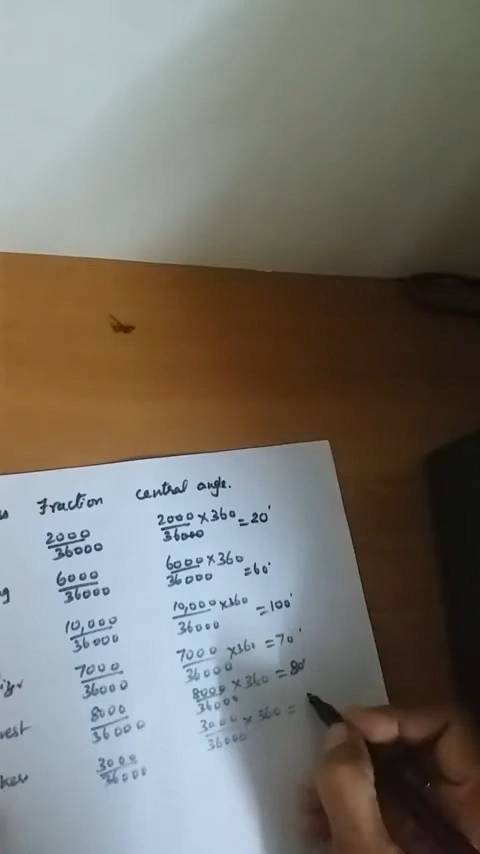 Fraction central angle.
2000/36000 2000/36000 × 360 = 20°
6000/36000 6000/36000 × 360 = 60°
10,000/36000 10,000/36000 × 360 = 100°
7000/36000 7000/36000 × 360 = 70°
8000/36000 8000/36000 × 360 = 80°
3000/36000 3000/36000 × 360 =